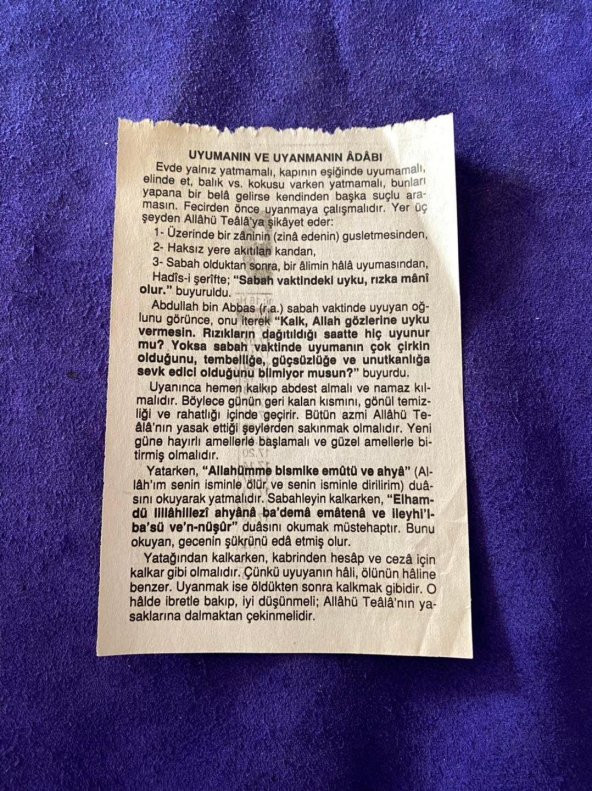 UYUMANIN VE UYANMANIN ÂDÂBI
Evde yalnız yatmamalı, kapının eşiğinde uyumamalı,
elinde et, balık vs. kokusu varken yatmamalı, bunları
yapana bir belâ gelirse kendinden başka suçlu ara-
masın. Fecirden önce uyanmaya çalışmalıdır. Yer üç
şeyden Allâhü Teâlâ'ya şikâyet eder:
1- Üzerinde bir zâninin (zinâ edenin) gusletmesinden,
2- Haksız yere akıtılan kandan,
3- Sabah olduktan sonra, bir âlimin hâlâ uyumasından,
Hadîs-i şerîfte; "Sabah vaktindeki uyku, rızka mâni
olur." buyuruldu.
Abdullah bin Abbas (r.a.) sabah vaktinde uyuyan oğ-
lunu görünce, onu iterek "Kalk, Allah gözlerine uyku
vermesin. Rızıkların dağıtıldığı saatte hiç uyunur
mu? Yoksa sabah vaktinde uyumanın çok çirkin
olduğunu, tembelliğe, güçsüzlüğe ve unutkanlığa
sevk edici olduğunu bilmiyor musun?" buyurdu.
Uyanınca hemen kalkıp abdest almalı ve namaz kıl-
malıdır. Böylece günün geri kalan kısmını, gönül temiz-
liği ve rahatlığı içinde geçirir. Bütün azmi Allâhü Te-
âlâ'nın yasak ettiği şeylerden sakınmak olmalıdır. Yeni
güne hayırlı amellerle başlamalı ve güzel amellerle bi-
tirmiş olmalıdır.
Yatarken, "Allahümme bismike emûtü ve ahyâ" (Al-
lâh'ım senin isminle ölür ve senin isminle dirilirim) duâ-
sını okuyarak yatmalıdır. Sabahleyin kalkarken, "Elham-
dü lillâhillezî ahyânâ ba'demâ emâtenâ ve ileyhi'l-
ba'sü ve'n-nüşûr" duâsını okumak müstehaptır. Bunu
okuyan, gecenin şükrünü edâ etmiş olur.
Yatağından kalkarken, kabrinden hesâp ve cezâ için
kalkar gibi olmalıdır. Çünkü uyuyanın hâli, ölünün hâline
benzer. Uyanmak ise öldükten sonra kalkmak gibidir. O
hâlde ibretle bakıp, iyi düşünmeli; Allâhü Teâlâ'nın ya-
saklarına dalmaktan çekinmelidir.